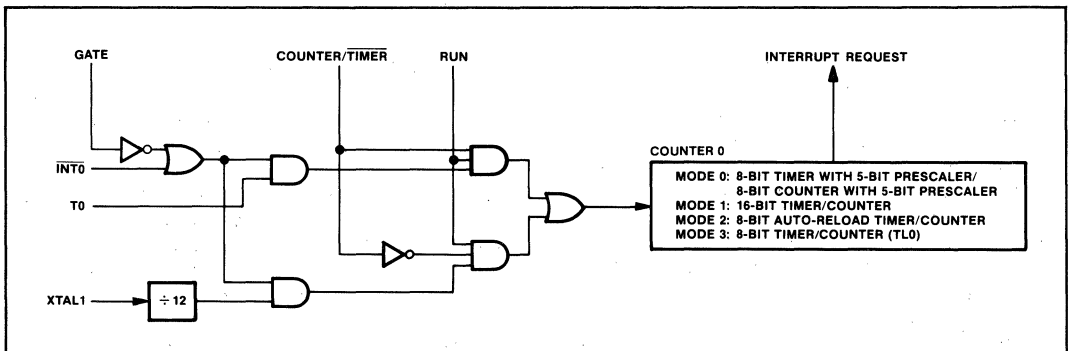 GATE
COUNTER/TIMER
RUN
INTERRUPT REQUEST
INT0
T0
XTAL1
÷ 12
COUNTER 0
MODE 0: 8-BIT TIMER WITH 5-BIT PRESCALER/
8-BIT COUNTER WITH 5-BIT PRESCALER
MODE 1: 16-BIT TIMER/COUNTER
MODE 2: 8-BIT AUTO-RELOAD TIMER/COUNTER
MODE 3: 8-BIT TIMER/COUNTER (TL0)